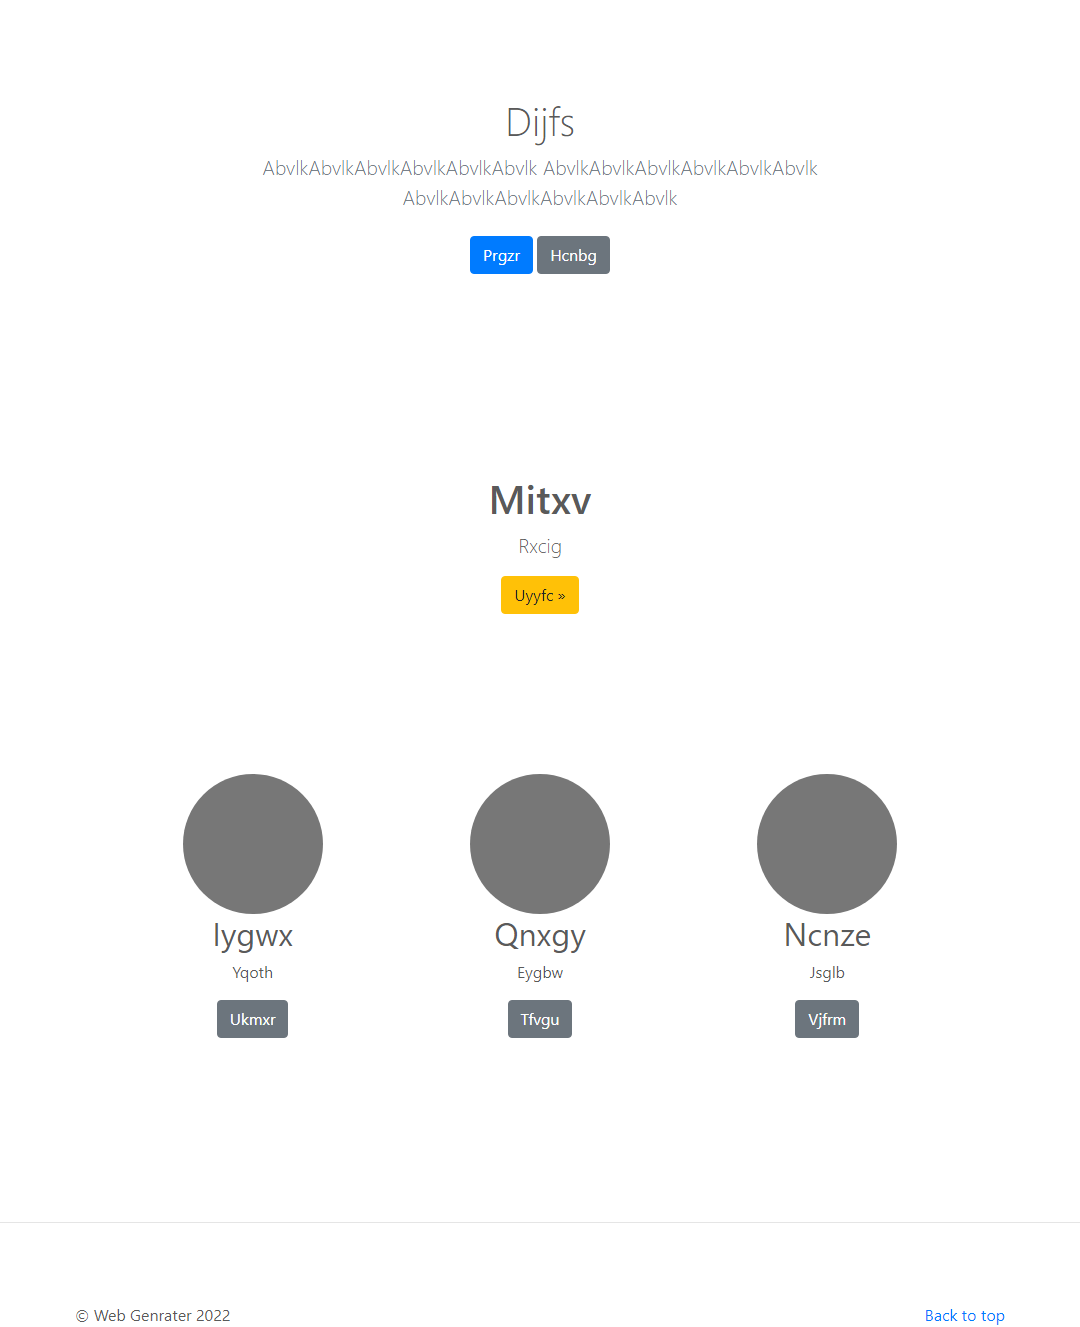 Dijfs
AbvlkAbvlkAbvlkAbvlkAbvlkAbvlk AbvlkAbvlkAbvlkAbvlkAbvlkAbvlk
AbvlkAbvlkAbvlkAbvlkAbvlkAbvlk
Prgzr Hcnbg
Mitxv
Rxcig
Uyyfc »
Iygwx Qnxgy Ncnze
Yqoth Eygbw Jsglb
Ukmxr Tfvgu Vjfrm
© Web Genrater 2022 Back to top